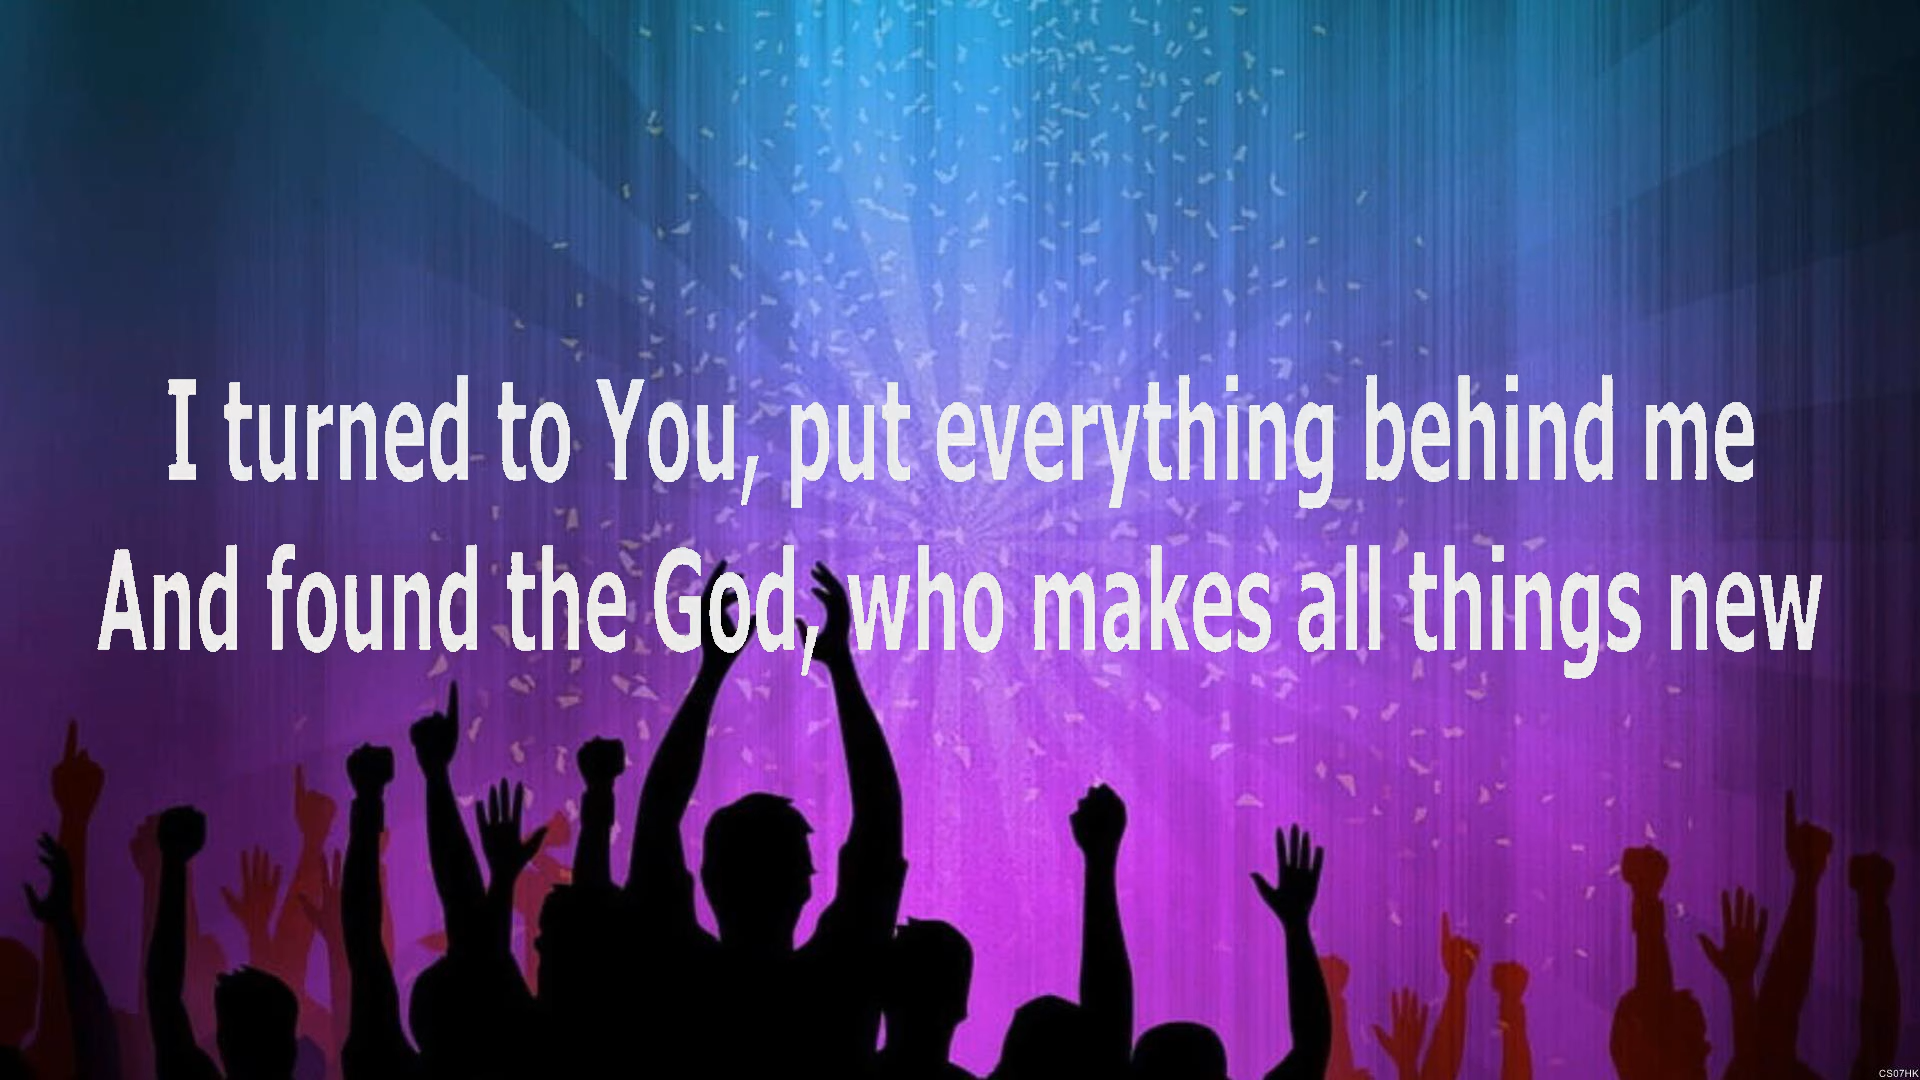 I turned to You, put everything behind me
And found the God, who makes all things new
CS07HK